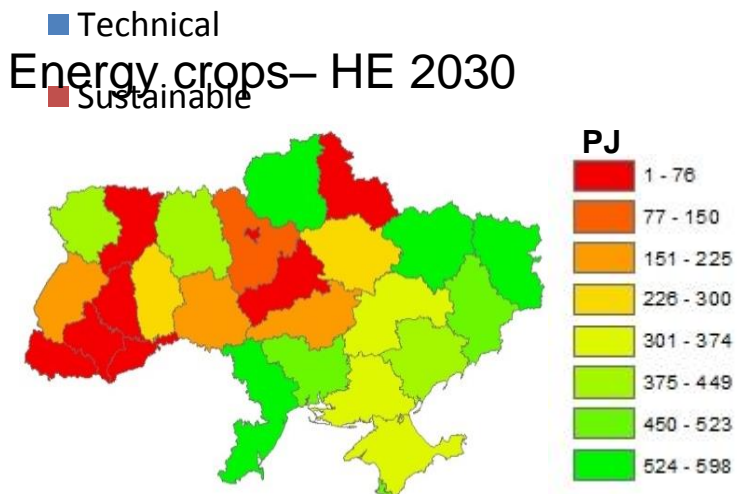 Technical
Energy crops– HE 2030
Sustainable
PJ
1 - 76
77 - 150
151 - 225
226 - 300
301 - 374
375 - 449
450 - 523
524 - 598